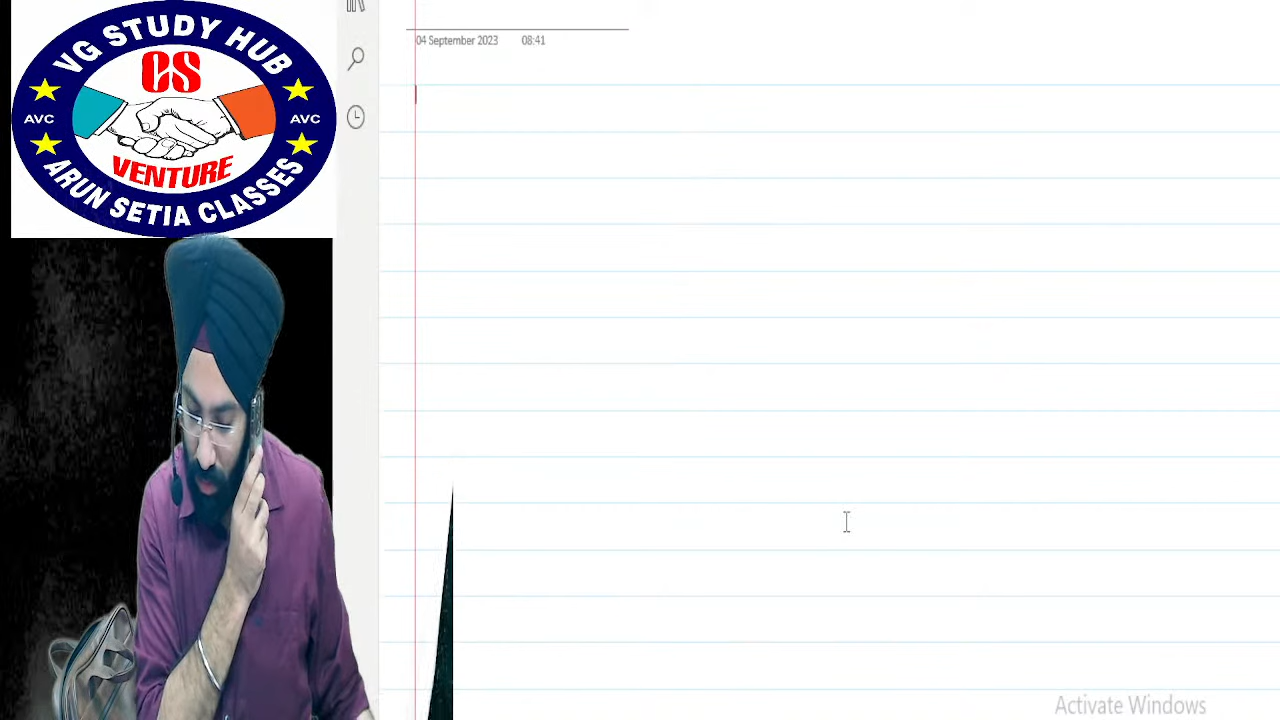 VG STUDY HUB
CS
AVC
AVC
VENTURE
ARUN SETIA CLASSES
04 September 2023 08:41
Activate Windows